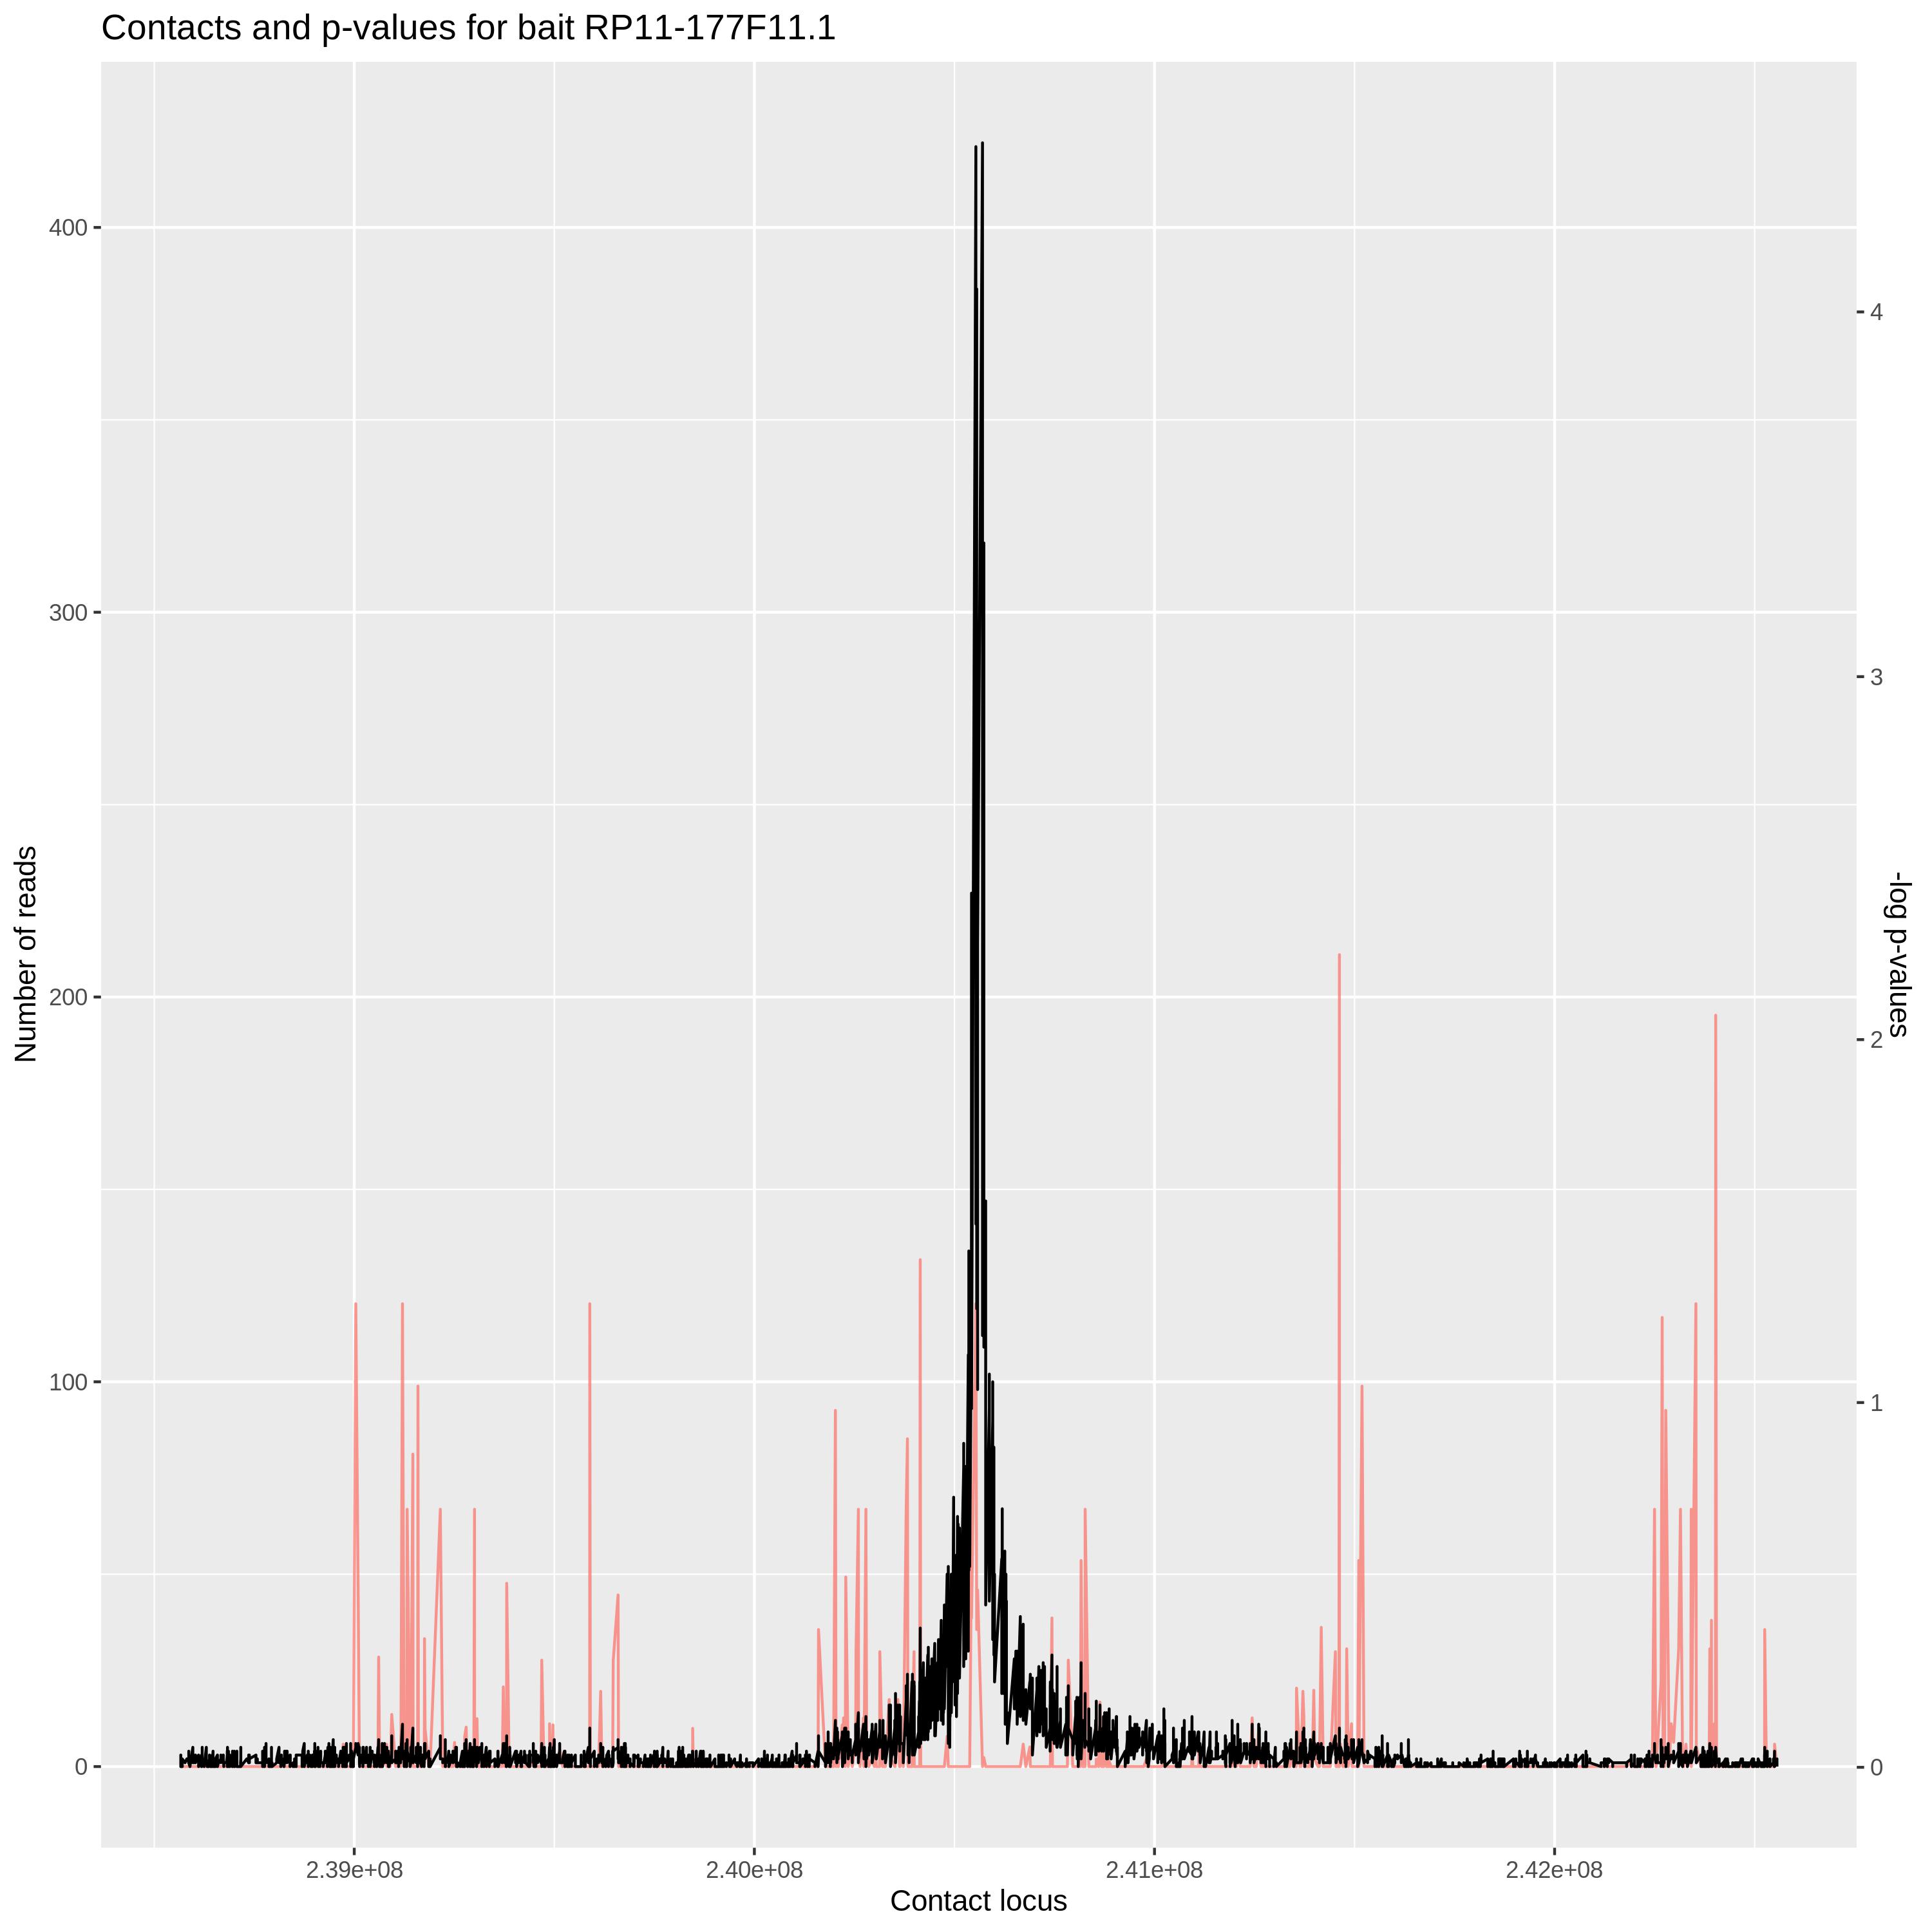 Contacts and p-values for bait RP11-177F11.1
400
300
200
100
0
Number of reads
4
3
2
1
0
-log p-values
2.39e+08
2.40e+08
2.41e+08
2.42e+08
Contact locus